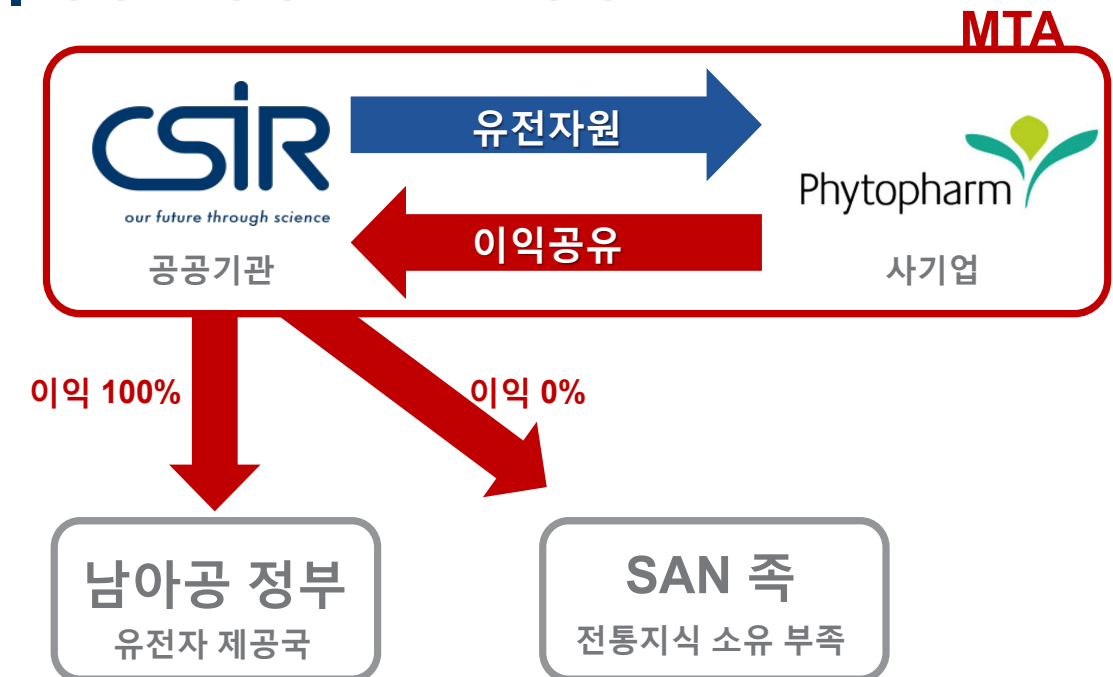 MTA
CSIR
our future through science
공공기관
유전자원
이익공유
Phytopharm
사기업
이익 100%
이익 0%
남아공 정부
유전자 제공국
SAN 족
전통지식 소유 부족